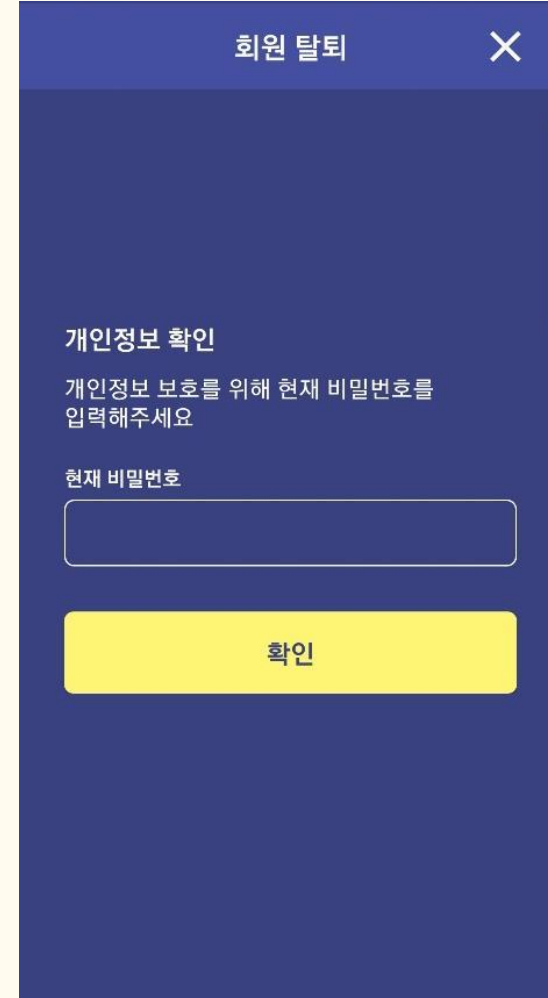 회원 탈퇴
개인정보 확인
개인정보 보호를 위해 현재 비밀번호를
입력해주세요
현재 비밀번호
확인